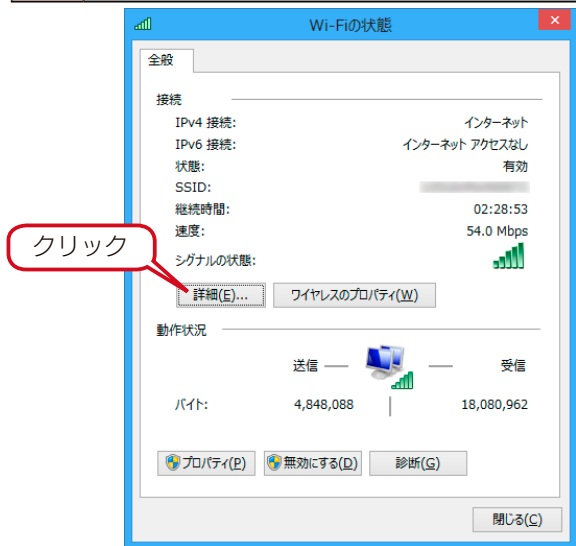 Wi-Fiの状態
全般
接続
IPv4 接続: インターネット
IPv6 接続: インターネット アクセスなし
状態: 有効
SSID:
継続時間: 02:28:53
速度: 54.0 Mbps
シグナルの状態:
クリック
詳細(E)... ワイヤレスのプロパティ(W)
動作状況
送信 受信
バイト: 4,848,088 18,080,962
プロパティ(P) 無効にする(D) 診断(G)
閉じる(C)